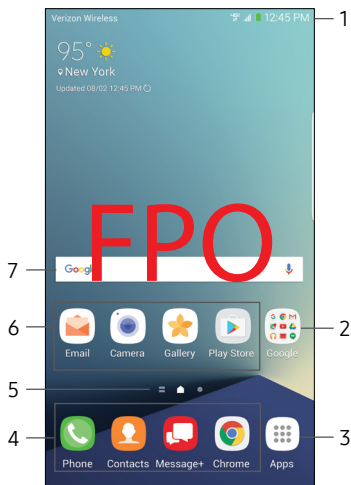 Verizon Wireless 12:45 PM 1
95°
New York
Updated 08/02 12:45 PM
FPO
7 Google
6 2
Email Camera Gallery Play Store Google
5
4 3
Phone Contacts Message+ Chrome Apps